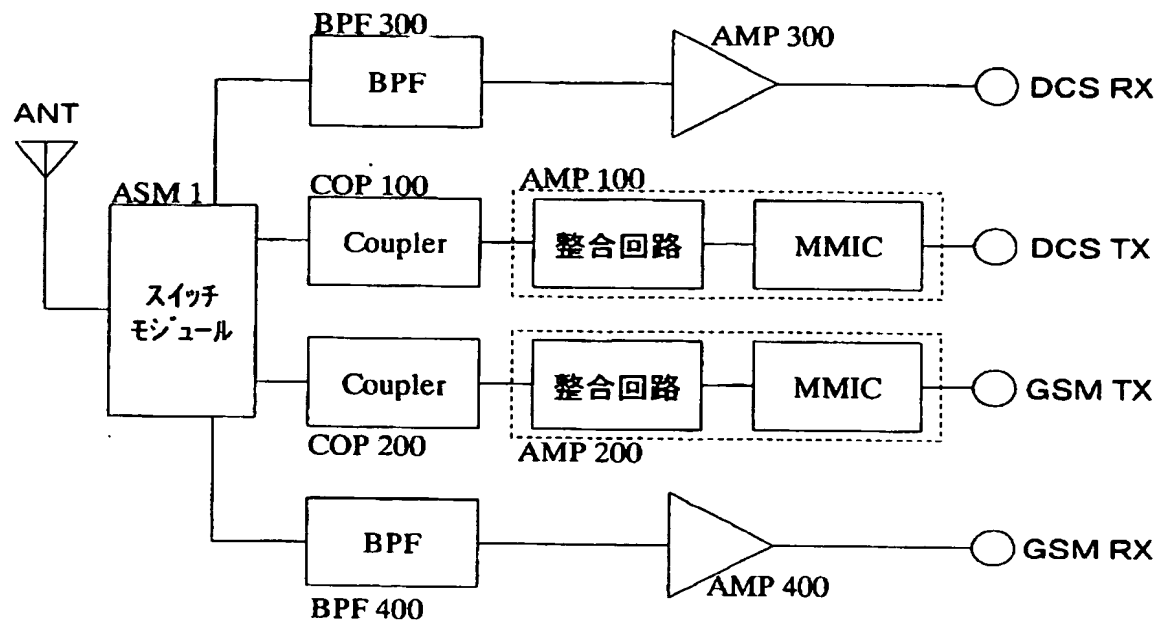 BPF 300
BPF
AMP 300
DCS RX
ANT
ASM 1
スイッチ
モジュール
COP 100
Coupler
AMP 100
整合回路
MMIC
DCS TX
Coupler
COP 200
整合回路
MMIC
AMP 200
GSM TX
BPF
BPF 400
AMP 400
GSM RX